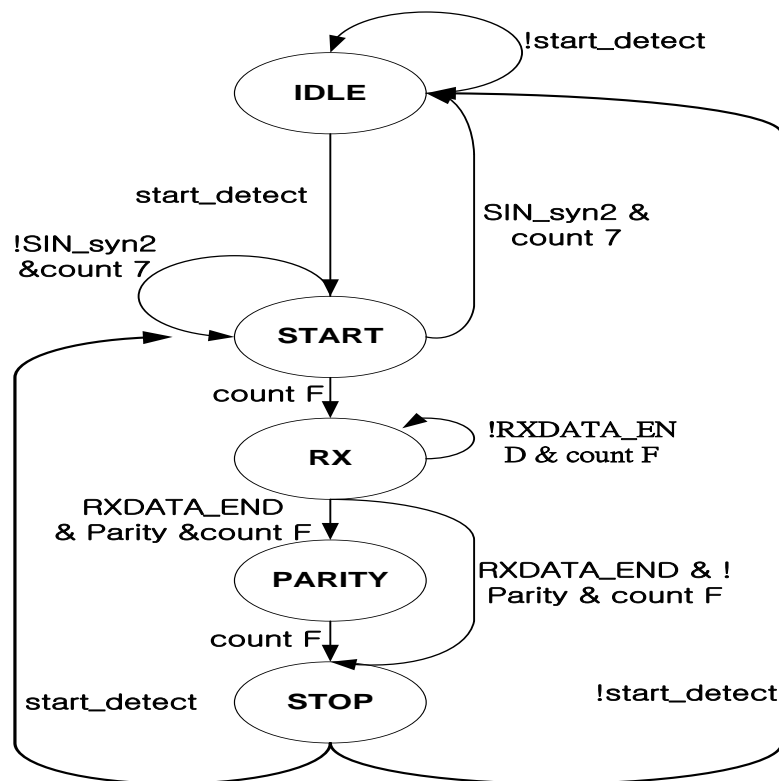 !start_detect
IDLE
start_detect
SIN_syn2 &
count 7
!SIN_syn2
&count 7
START
count F
!RXDATA_EN
D & count F
RX
RXDATA_END
& Parity &count F
RXDATA_END & !
Parity & count F
PARITY
count F
start_detect
STOP
!start_detect